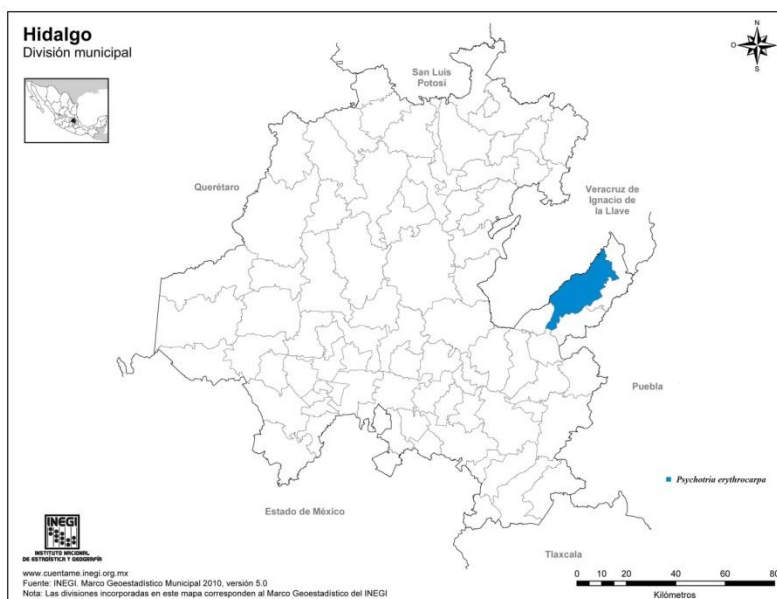 Hidalgo
División municipal
N
O
E
S
San Luis
Potosí
Querétaro
Veracruz de
Ignacio de
la Llave
Puebla
Psychotria erythrocarpa
Estado de México
Tlaxcala
INEGI
INSTITUTO NACIONAL
DE ESTADÍSTICA Y GEOGRAFÍA
www.cuentame.inegi.org.mx
Fuente: INEGI. Marco Geoestadístico Municipal 2010, versión 5.0
Nota: Las divisiones incorporadas en este mapa corresponden al Marco Geoestadístico del INEGI
0 10 20 40 60 80
Kilómetros